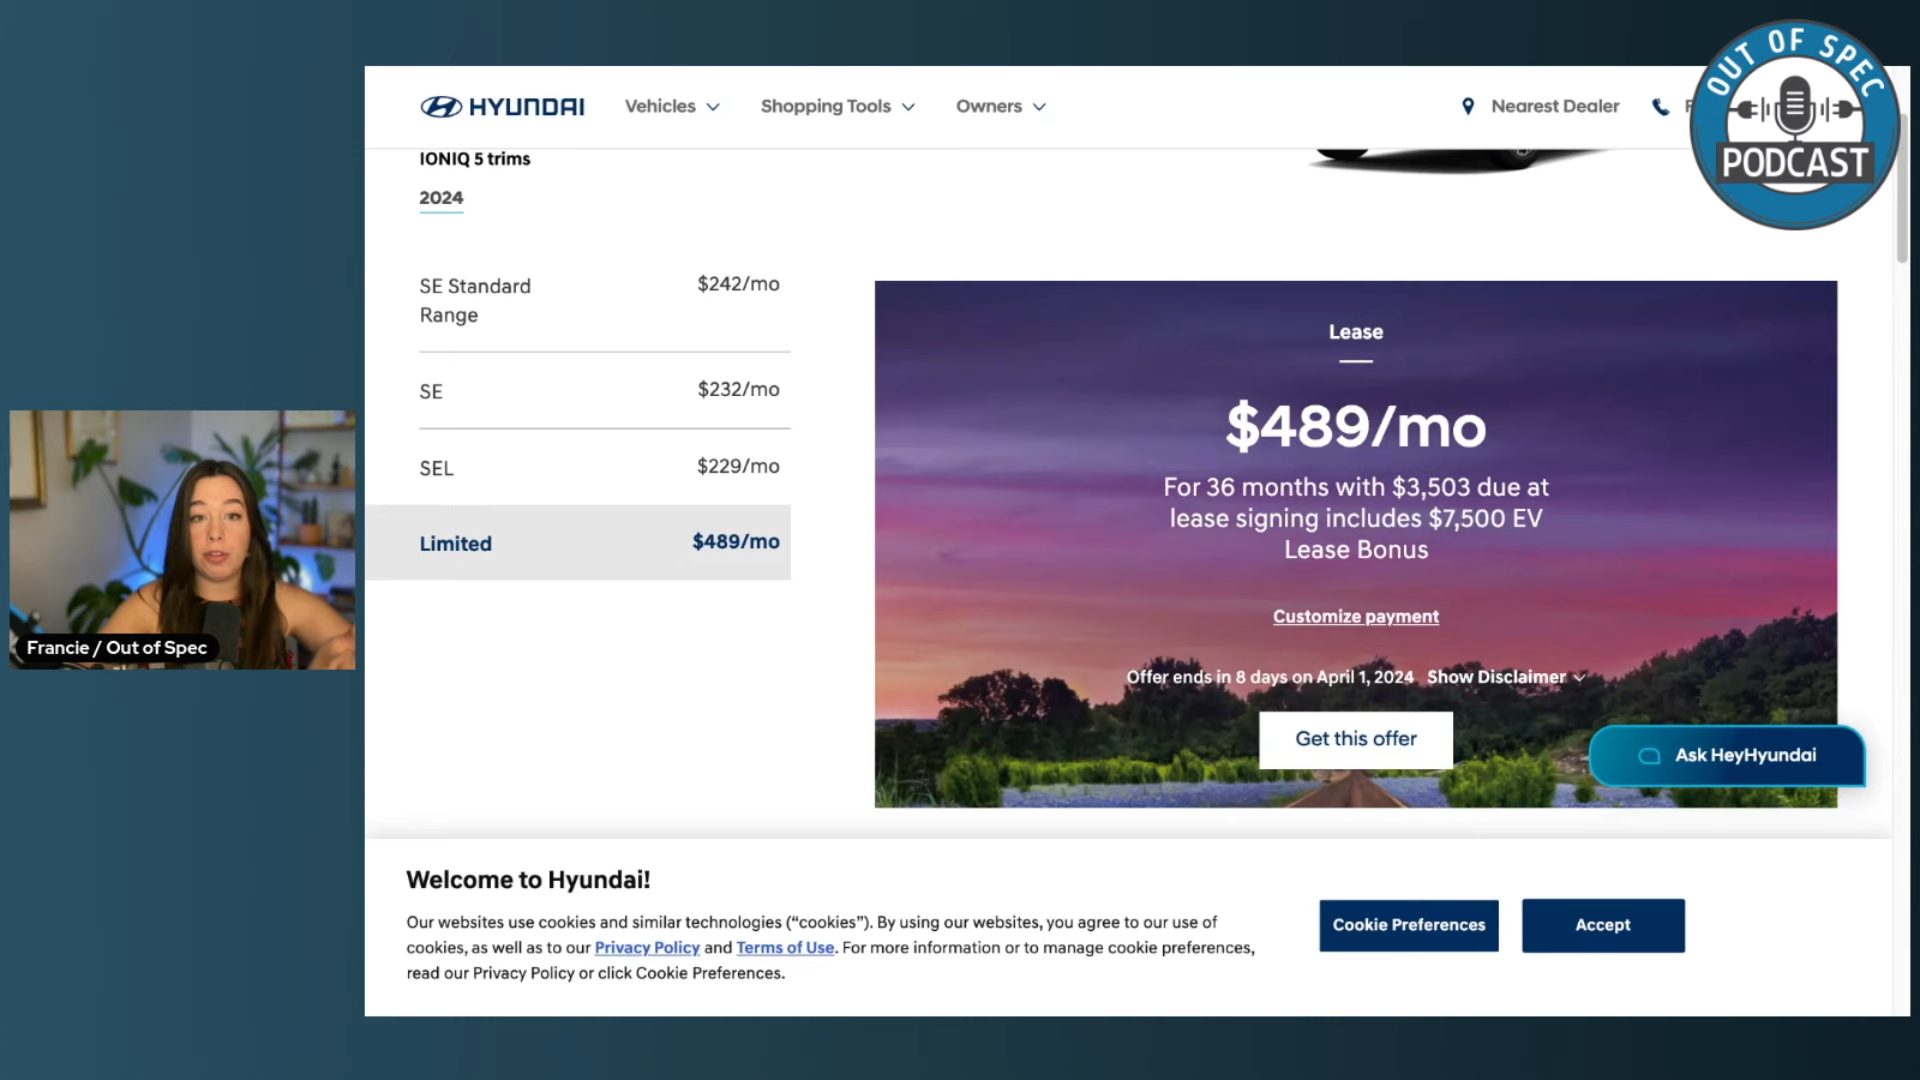 OUT OF SPEC
PODCAST
HYUNDAI
Vehicles
Shopping Tools
Owners
Nearest Dealer
IONIQ 5 trims
2024
SE Standard
Range
$242/mo
SE
$232/mo
SEL
$229/mo
Limited
$489/mo
Lease
$489/mo
For 36 months with $3,503 due at
lease signing includes $7,500 EV
Lease Bonus
Customize payment
Offer ends in 8 days on April 1, 2024 Show Disclaimer
Get this offer
Ask HeyHyundai
Francie / Out of Spec
Welcome to Hyundai!
Our websites use cookies and similar technologies (“cookies”). By using our websites, you agree to our use of
cookies, as well as to our Privacy Policy and Terms of Use. For more information or to manage cookie preferences,
read our Privacy Policy or click Cookie Preferences.
Cookie Preferences
Accept